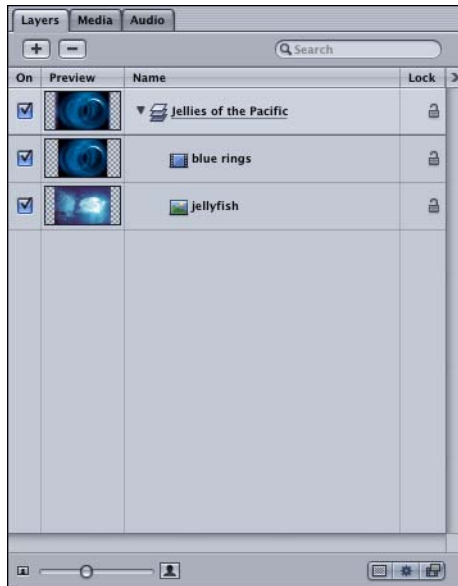 Layers Media Audio
Search
On Preview Name Lock
Jellies of the Pacific
blue rings
jellyfish